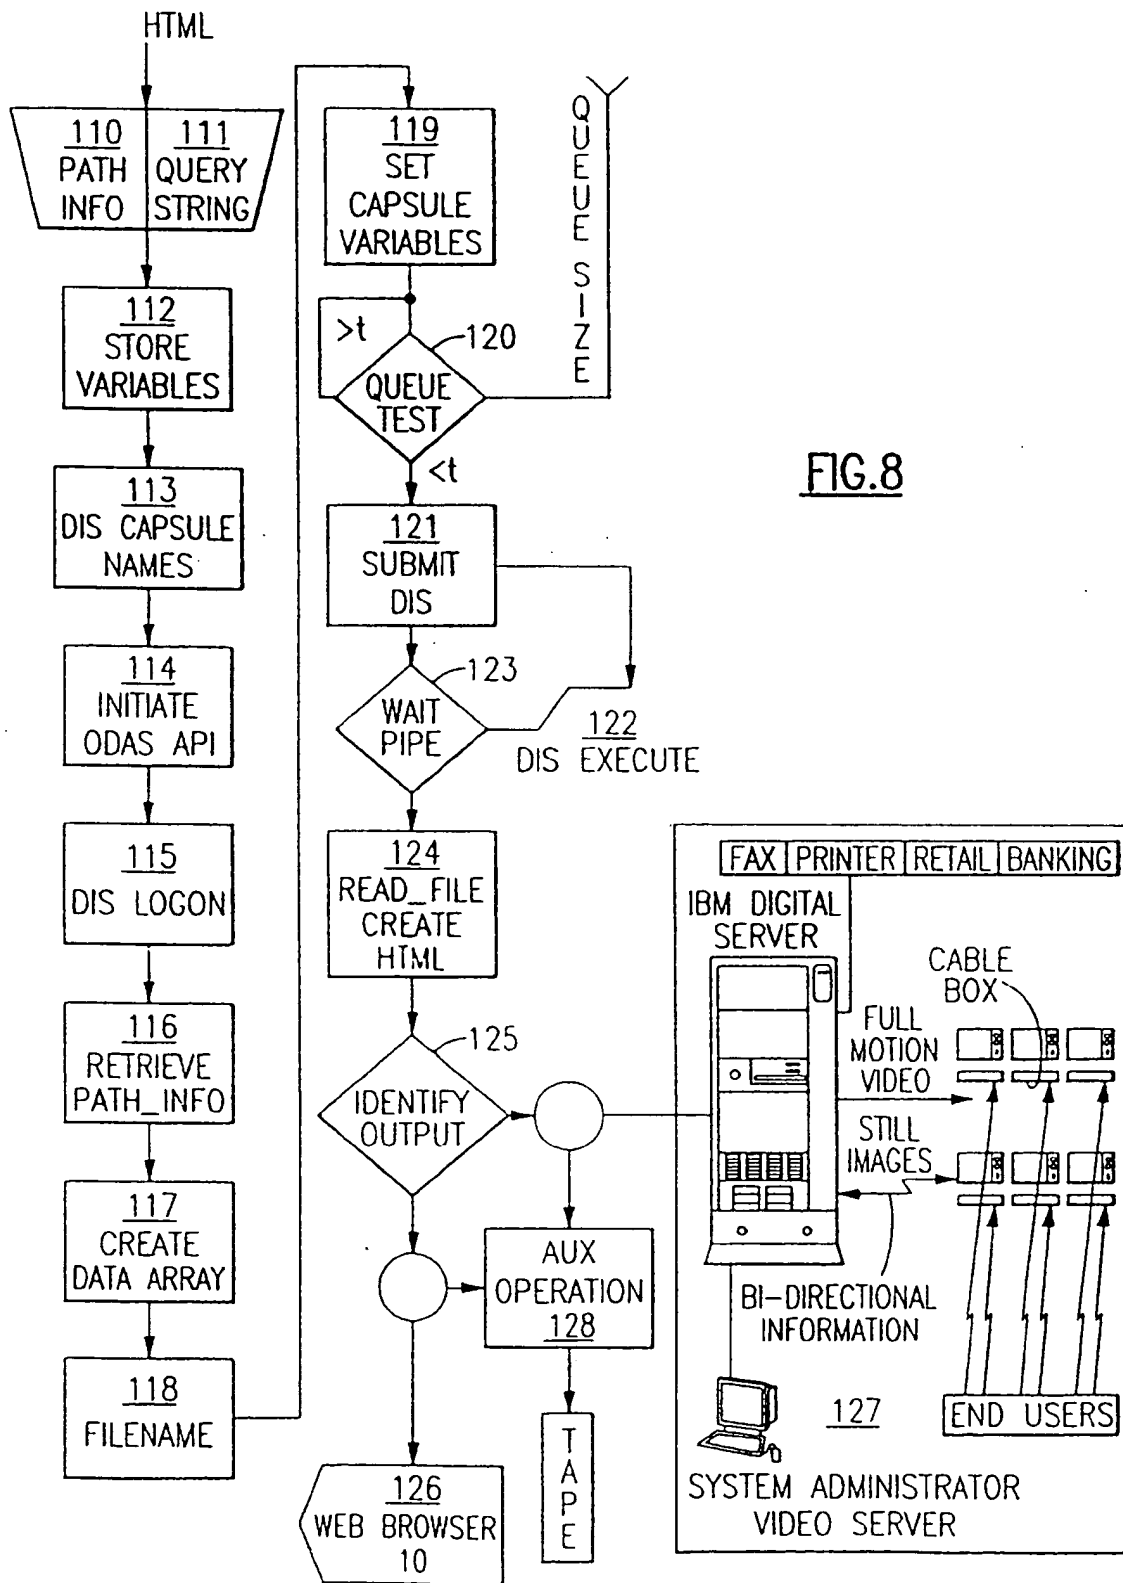 HTML
110
PATH
INFO
111
QUERY
STRING
112
STORE
VARIABLES
113
DIS CAPSULE
NAMES
114
INITIATE
ODAS API
115
DIS LOGON
116
RETRIEVE
PATH_INFO
117
CREATE
DATA ARRAY
118
FILENAME
119
SET
CAPSULE
VARIABLES
QUEUE SIZE
>t
120
QUEUE
TEST
<t
121
SUBMIT
DIS
123
WAIT
PIPE
122
DIS EXECUTE
124
READ_FILE
CREATE
HTML
125
IDENTIFY
OUTPUT
AUX
OPERATION
128
TAPE
126
WEB BROWSER
10
FIG.8
FAX PRINTER RETAIL BANKING
IBM DIGITAL
SERVER
CABLE
BOX
FULL
MOTION
VIDEO
STILL
IMAGES
BI-DIRECTIONAL
INFORMATION
127
END USERS
SYSTEM ADMINISTRATOR
VIDEO SERVER